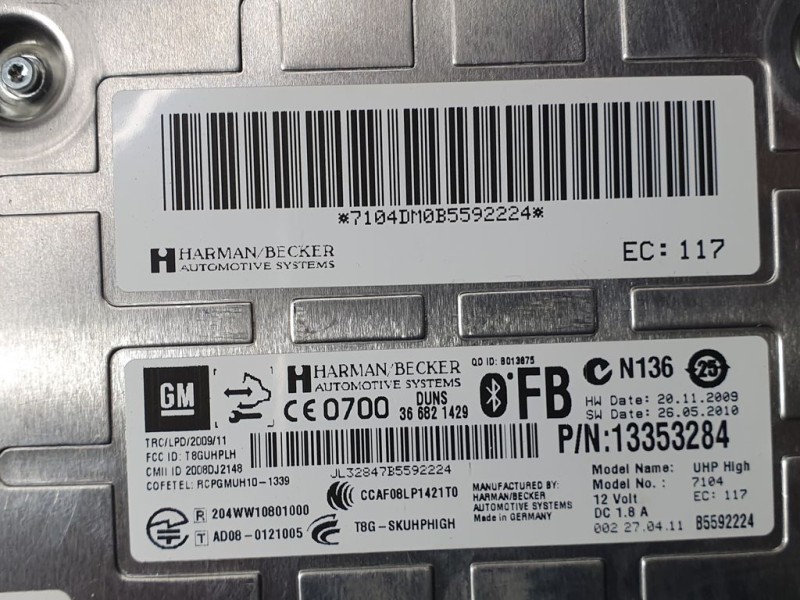 *7104DM0B5592224*
HARMAN/BECKER
AUTOMOTIVE SYSTEMS
EC: 117
GM
HARMAN/BECKER
AUTOMOTIVE SYSTEMS
QD ID: B013675
CE 0700
DUNS
36 682 1429
FB
N136
25
HW Date: 20.11.2009
SW Date: 26.05.2010
TRC/LPD/2009/11
FCC ID: T8GUHPLH
CMII ID 2008DJ2148
COFETEL: RCPGMUH10-1339
JL32847B5592224
P/N:13353284
R 204WW10801000
T AD08-0121005
CCAF08LP1421T0
T8G-SKUHPHIGH
MANUFACTURED BY:
HARMAN/BECKER
AUTOMOTIVE SYSTEMS
Made in GERMANY
Model Name: UHP High
Model No.: 7104
12 Volt EC: 117
DC 1.8 A
002 27.04.11 B5592224